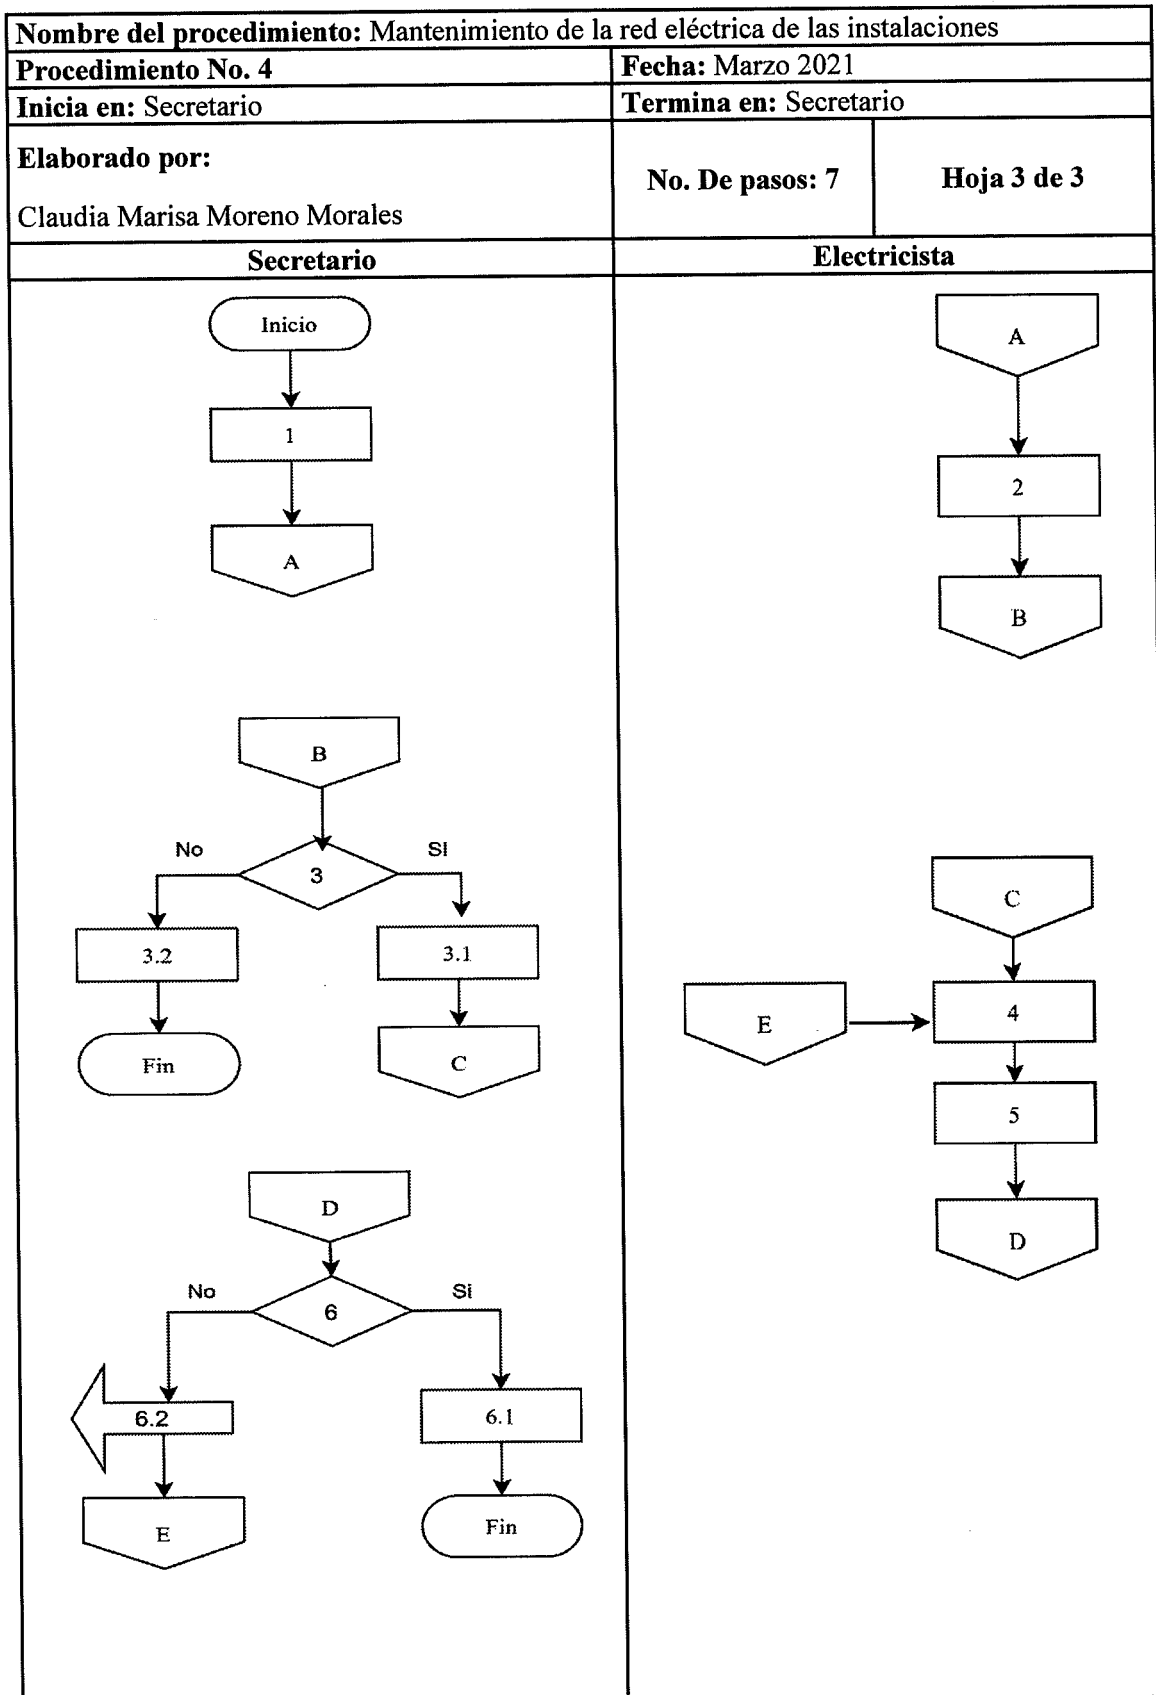 Nombre del procedimiento: Mantenimiento de la red eléctrica de las instalaciones
Procedimiento No. 4
Fecha: Marzo 2021
Inicia en: Secretario
Termina en: Secretario
Elaborado por:
Claudia Marisa Moreno Morales
No. De pasos: 7
Hoja 3 de 3
Secretario
Electricista
Inicio
1
A
A
2
B
B
No
SI
3
3.2
3.1
Fin
C
C
E
4
5
D
D
No
Si
6
6.2
6.1
E
Fin